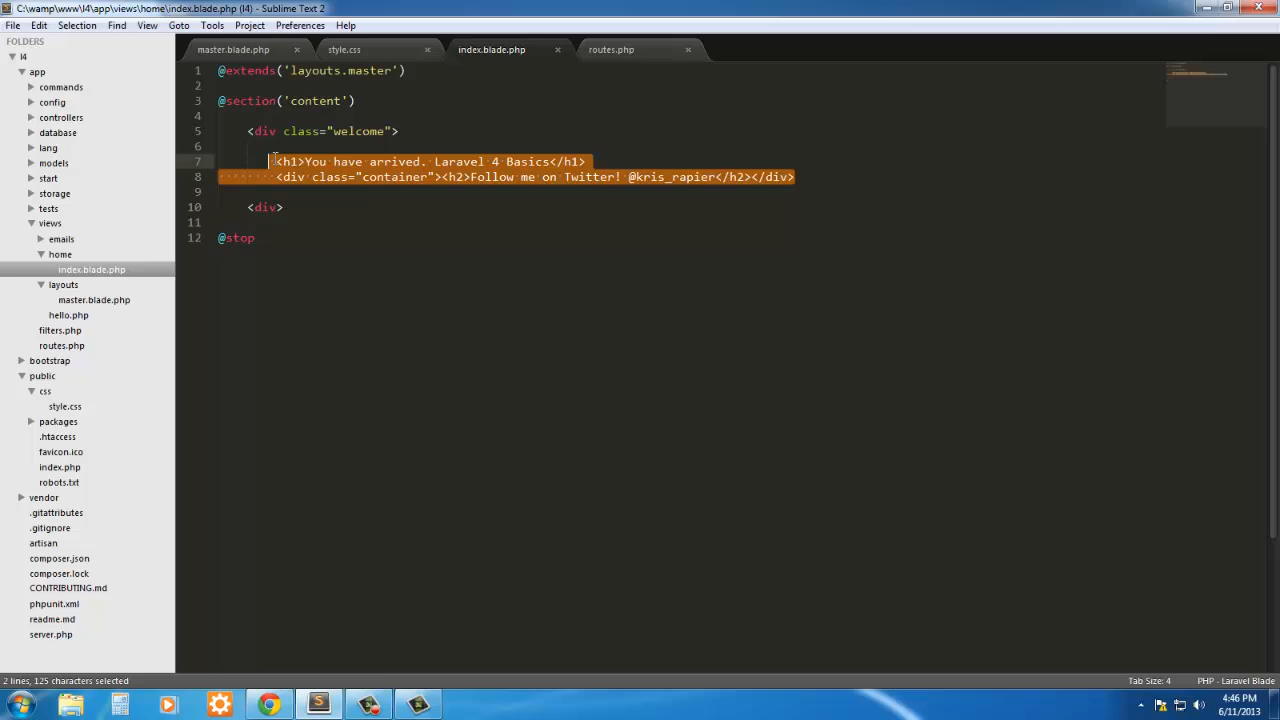 C:\wamp\www\l4\app\views\home\index.blade.php (l4) - Sublime Text 2
File Edit Selection Find View Goto Tools Project Preferences Help
FOLDERS
l4
app
commands
config
controllers
database
lang
models
start
storage
tests
views
emails
home
index.blade.php
layouts
master.blade.php
hello.php
filters.php
routes.php
bootstrap
public
css
style.css
packages
.htaccess
favicon.ico
index.php
robots.txt
vendor
.gitattributes
.gitignore
artisan
composer.json
composer.lock
CONTRIBUTING.md
phpunit.xml
readme.md
server.php
master.blade.php style.css index.blade.php routes.php
1 @extends('layouts.master')
2
3 @section('content')
4
5 <div class="welcome">
6
7 <h1>You have arrived. Laravel 4 Basics</h1>
8 <div class="container"><h2>Follow me on Twitter! @kris_rapier</h2></div>
9
10 <div>
11
12 @stop
2 lines, 125 characters selected Tab Size: 4 PHP - Laravel Blade
4:46 PM
6/11/2013